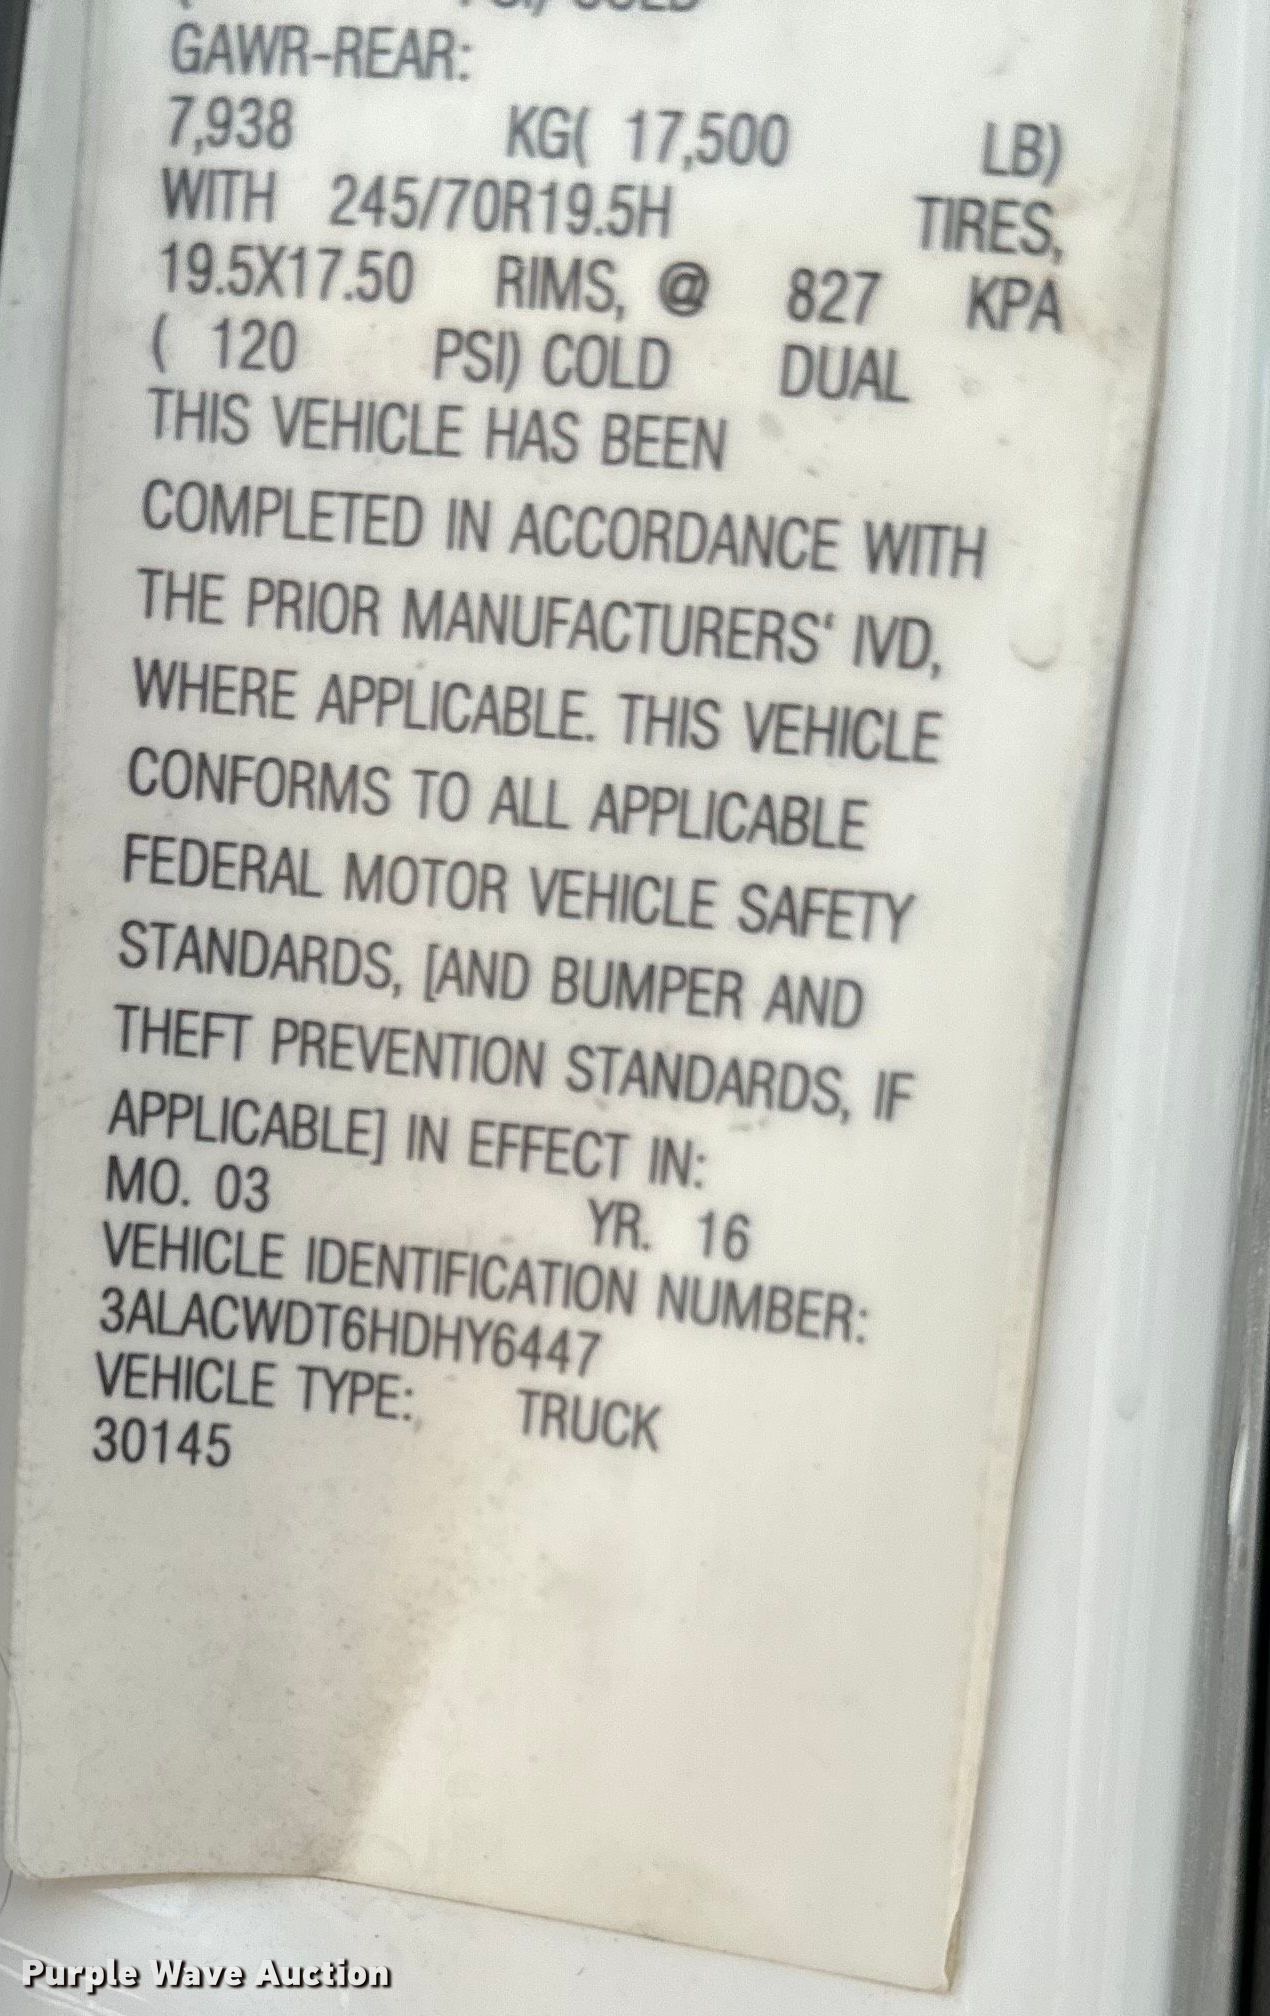 PSI) COLD
GAWR-REAR:
7,938 KG( 17,500 LB)
WITH 245/70R19.5H TIRES,
19.5X17.50 RIMS, @ 827 KPA
( 120 PSI) COLD DUAL
THIS VEHICLE HAS BEEN
COMPLETED IN ACCORDANCE WITH
THE PRIOR MANUFACTURERS' IVD,
WHERE APPLICABLE. THIS VEHICLE
CONFORMS TO ALL APPLICABLE
FEDERAL MOTOR VEHICLE SAFETY
STANDARDS, [AND BUMPER AND
THEFT PREVENTION STANDARDS, IF
APPLICABLE] IN EFFECT IN:
MO. 03 YR. 16
VEHICLE IDENTIFICATION NUMBER:
3ALACWDT6HDHY6447
VEHICLE TYPE: TRUCK
30145
Purple Wave Auction